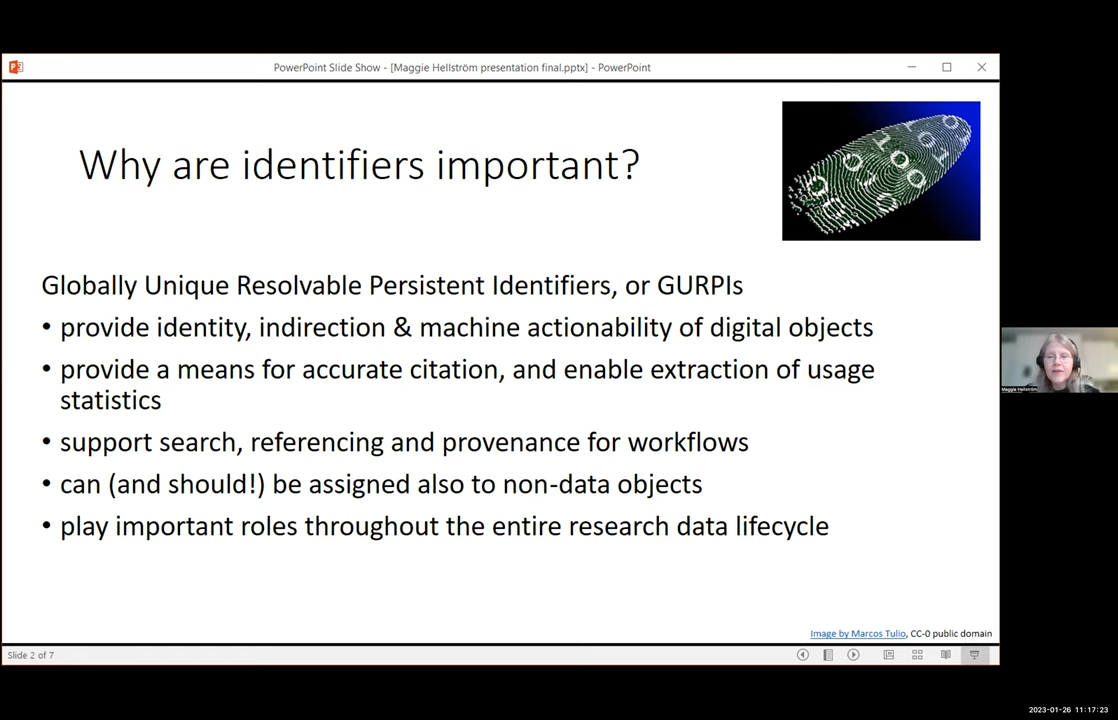 PowerPoint Slide Show - [Maggie Hellström presentation final.pptx] - PowerPoint
Why are identifiers important?
Globally Unique Resolvable Persistent Identifiers, or GURPIs
• provide identity, indirection & machine actionability of digital objects
• provide a means for accurate citation, and enable extraction of usage
statistics
• support search, referencing and provenance for workflows
• can (and should!) be assigned also to non-data objects
• play important roles throughout the entire research data lifecycle
Maggie Hellström
Image by Marcos Tulio, CC-0 public domain
Slide 2 of 7
2023-01-26 11:17:23